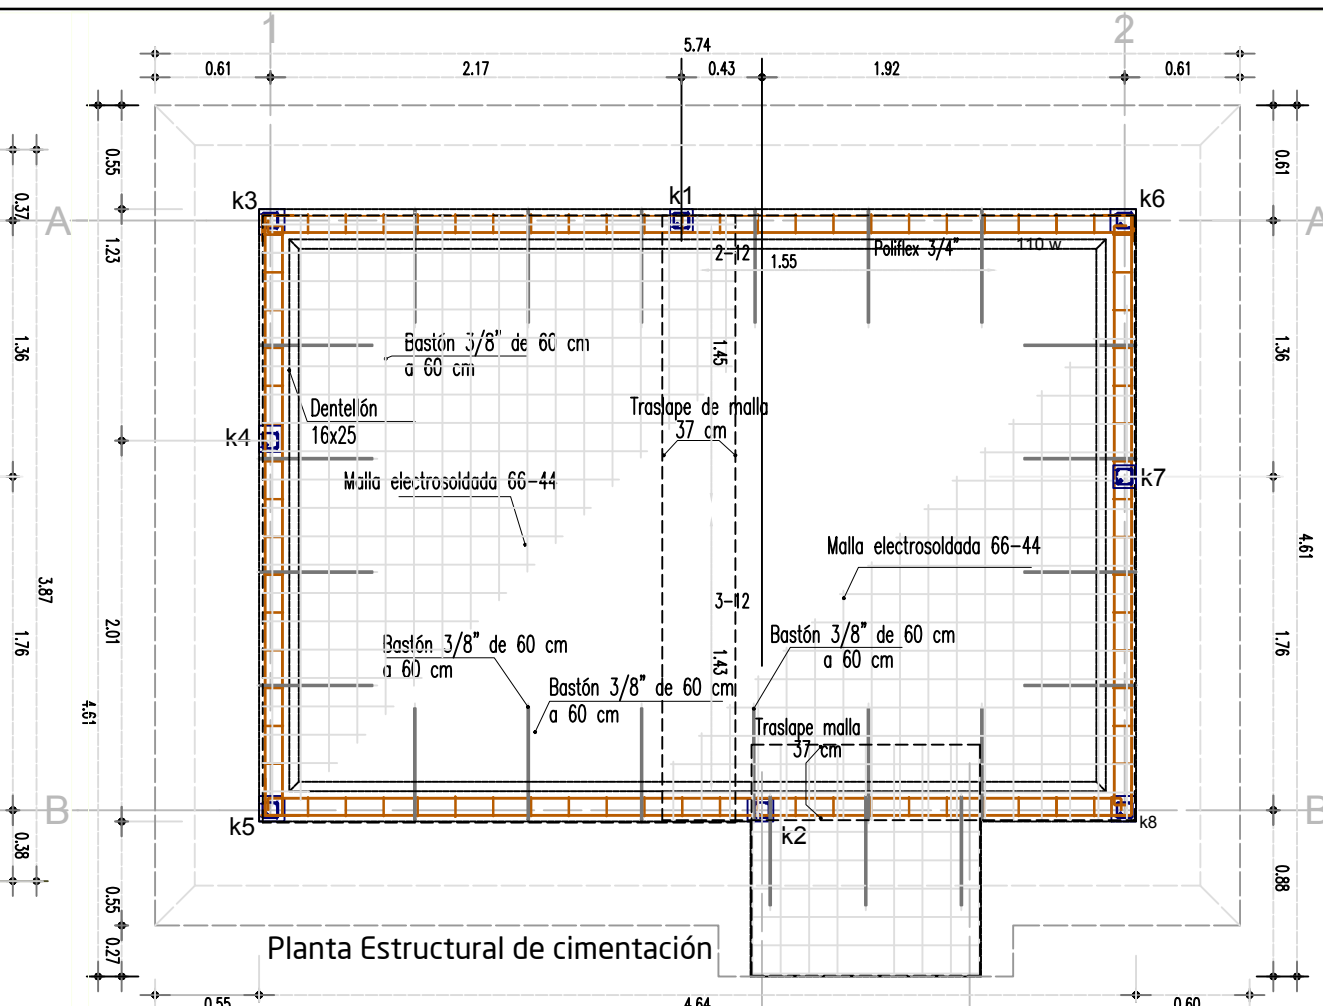 1
2
5.74
0.61
2.17
0.43
1.92
0.61
0.55
0.61
k3
k1
k6
0.37
A
A
1.23
2-12
1.55
Poliflex 3/4"
110 w
1.36
Bastón 3/8" de 60 cm
a 60 cm
1.45
1.36
Dentellón
16x25
Traslape de malla
37 cm
k4
Malla electrosoldada 66-44
k7
Malla electrosoldada 66-44
4.61
3.87
3-12
2.01
1.76
Bastón 3/8" de 60 cm
a 60 cm
1.43
Bastón 3/8" de 60 cm
a 60 cm
1.76
Bastón 3/8" de 60 cm
a 60 cm
4.61
Traslape malla
37 cm
B
B
k5
k2
k8
0.38
0.88
0.55
0.27
Planta Estructural de cimentación
0.55
4.64
0.60